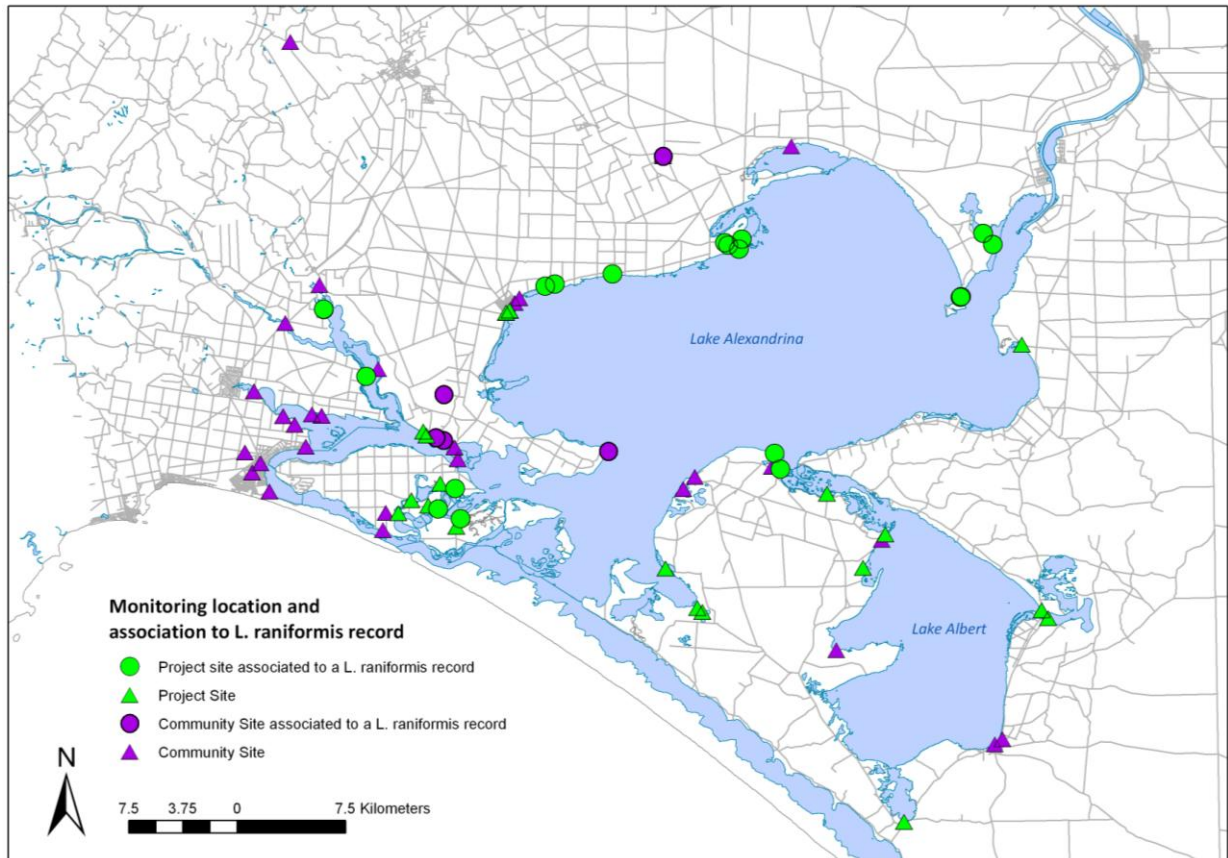 Lake Alexandrina
Lake Albert
Monitoring location and
association to L. raniformis record
Project site associated to a L. raniformis record
Project Site
Community Site associated to a L. raniformis record
Community Site
N
7.5 3.75 0 7.5 Kilometers